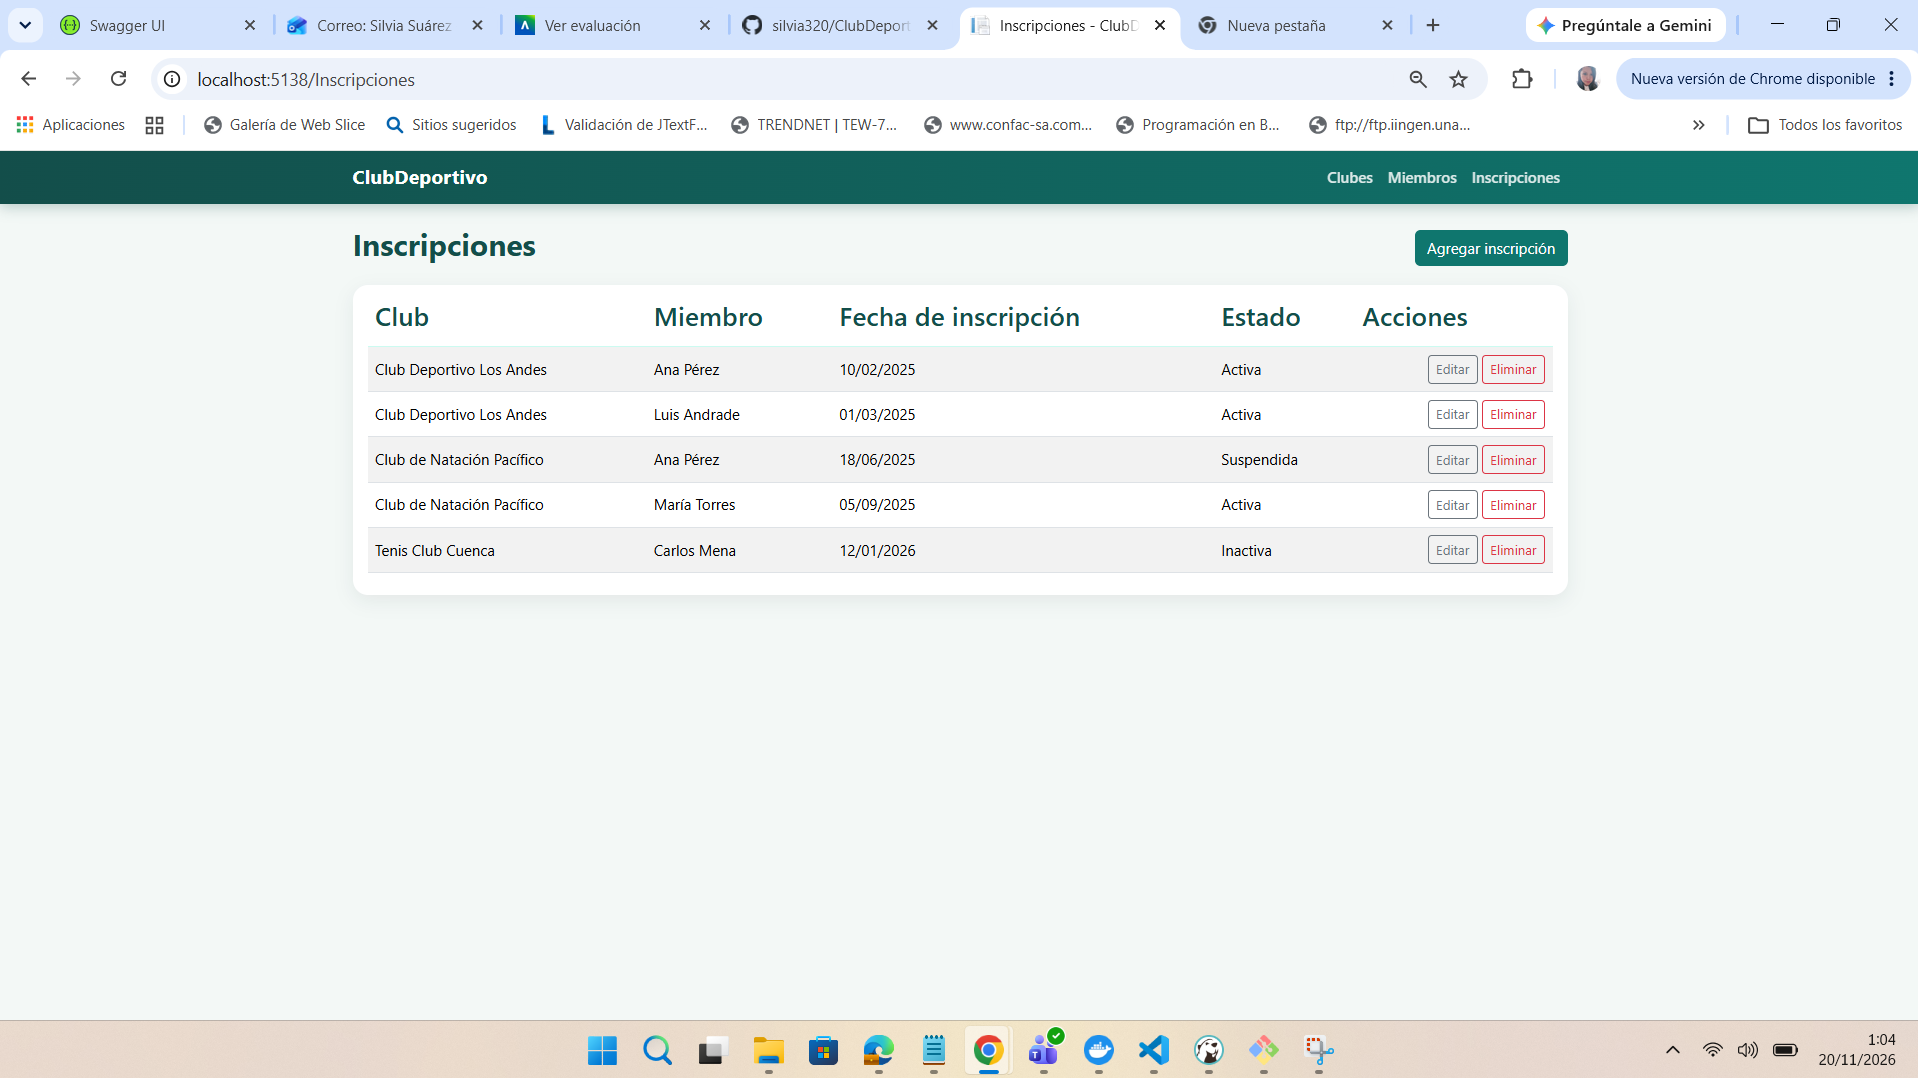 Swagger UI
Correo: Silvia Suárez
Ver evaluación
silvia320/ClubDeport
Inscripciones - ClubD
Nueva pestaña
Pregúntale a Gemini
localhost:5138/Inscripciones
Nueva versión de Chrome disponible
Aplicaciones
Galería de Web Slice
Sitios sugeridos
Validación de JTextF...
TRENDNET | TEW-7...
www.confac-sa.com...
Programación en B...
ftp://ftp.iingen.una...
Todos los favoritos
ClubDeportivo
Clubes Miembros Inscripciones
Inscripciones
Agregar inscripción
Club Miembro Fecha de inscripción Estado Acciones
Club Deportivo Los Andes Ana Pérez 10/02/2025 Activa Editar Eliminar
Club Deportivo Los Andes Luis Andrade 01/03/2025 Activa Editar Eliminar
Club de Natación Pacífico Ana Pérez 18/06/2025 Suspendida Editar Eliminar
Club de Natación Pacífico María Torres 05/09/2025 Activa Editar Eliminar
Tenis Club Cuenca Carlos Mena 12/01/2026 Inactiva Editar Eliminar
1:04
20/11/2026